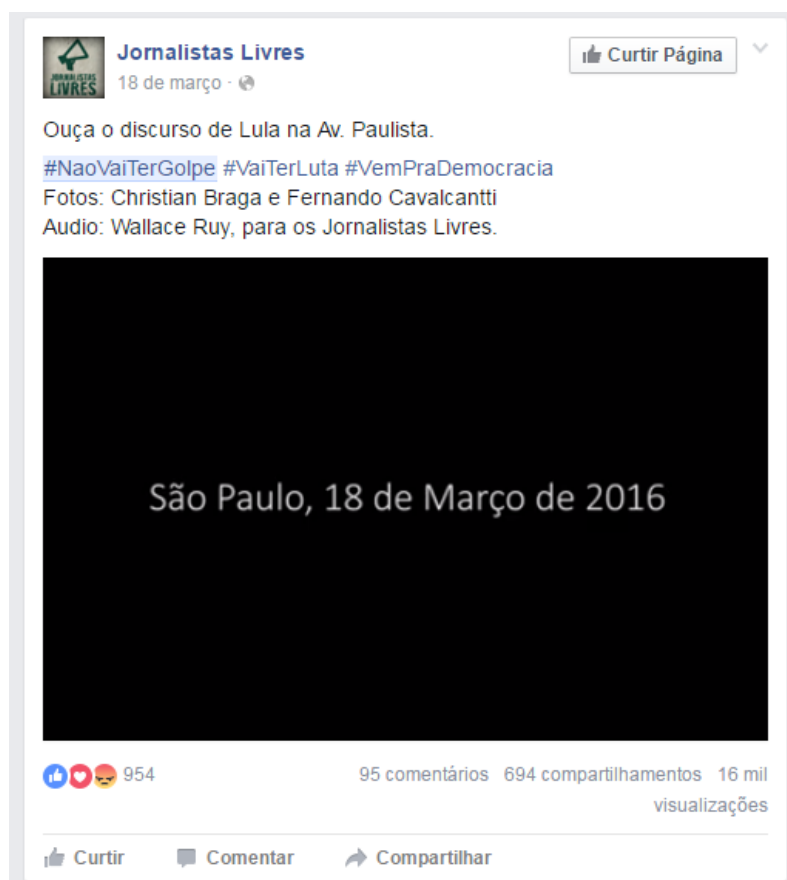 JORNALISTAS
LIVRES
Jornalistas Livres
18 de março ·
Curtir Página
Ouça o discurso de Lula na Av. Paulista.
#NaoVaiTerGolpe #VaiTerLuta #VemPraDemocracia
Fotos: Christian Braga e Fernando Cavalcantti
Audio: Wallace Ruy, para os Jornalistas Livres.
São Paulo, 18 de Março de 2016
954
95 comentários 694 compartilhamentos 16 mil
visualizações
Curtir Comentar Compartilhar